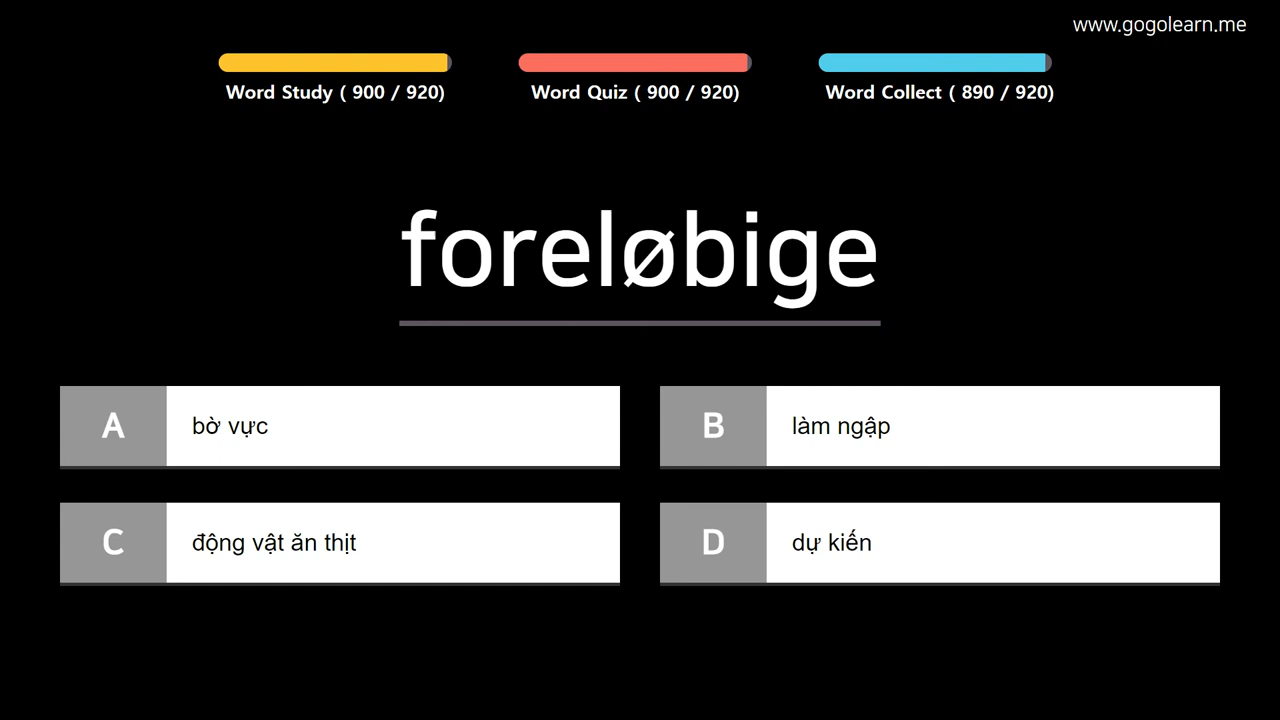 www.gogolearn.me
Word Study ( 900 / 920)
Word Quiz ( 900 / 920)
Word Collect ( 890 / 920)
foreløbige
A
bờ vực
B
làm ngập
C
động vật ăn thịt
D
dự kiến